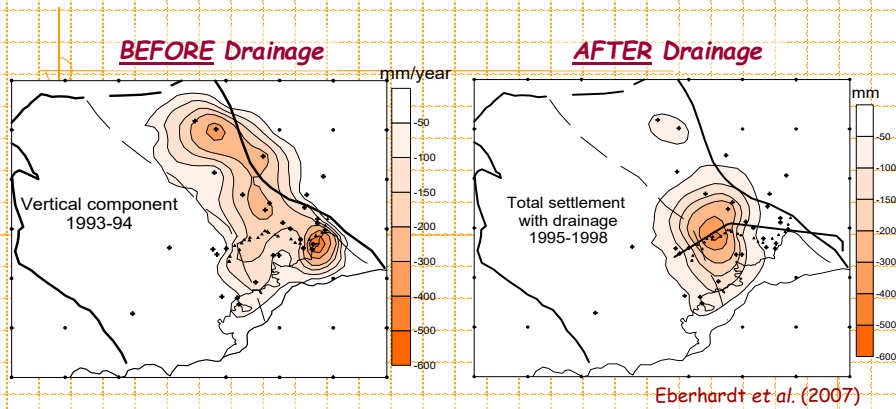 BEFORE Drainage
mm/year
-50
-100
-150
-200
-300
-400
-500
-600
Vertical component
1993-94
AFTER Drainage
mm
-50
-100
-150
-200
-300
-400
-500
-600
Total settlement
with drainage
1995-1998
Eberhardt et al. (2007)